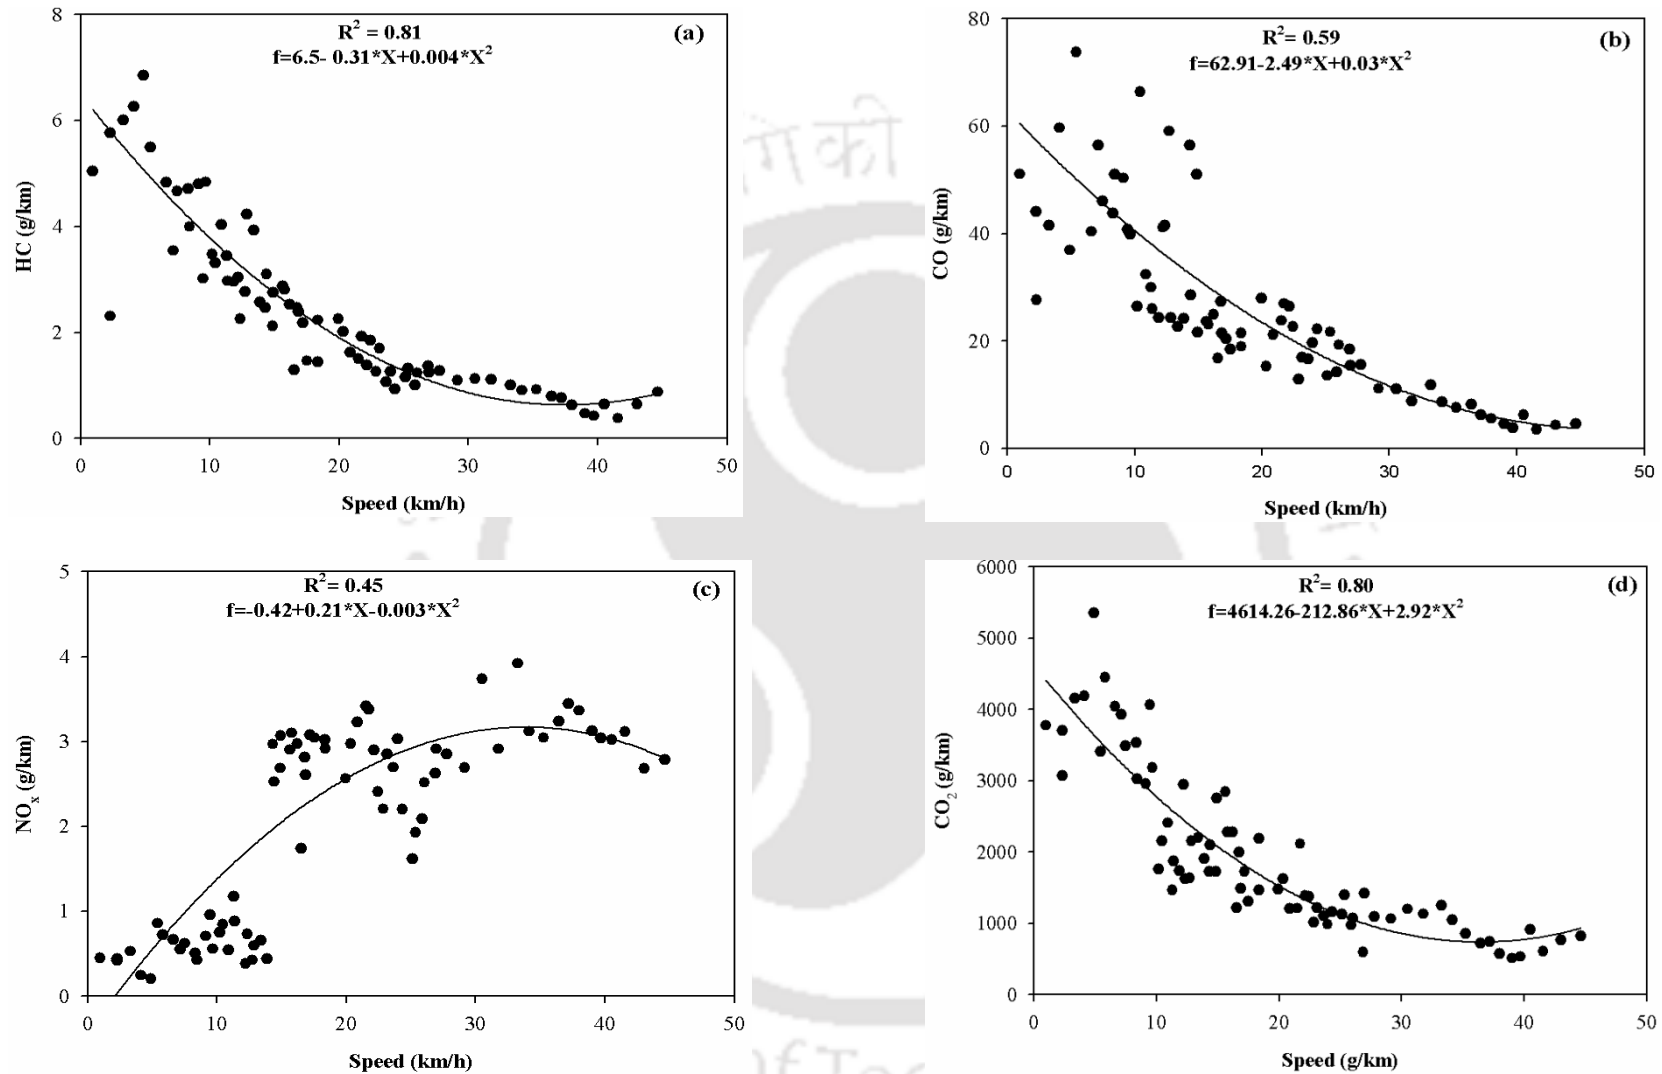 (a)
R² = 0.81
f=6.5- 0.31*X+0.004*X²
HC (g/km)
8
6
4
2
0
0 10 20 30 40 50
Speed (km/h)
(b)
R²= 0.59
f=62.91-2.49*X+0.03*X²
CO (g/km)
80
60
40
20
0
0 10 20 30 40 50
Speed (km/h)
(c)
R²= 0.45
f=-0.42+0.21*X-0.003*X²
NOₓ (g/km)
5
4
3
2
1
0
0 10 20 30 40 50
Speed (km/h)
(d)
R²= 0.80
f=4614.26-212.86*X+2.92*X²
CO₂ (g/km)
6000
5000
4000
3000
2000
1000
0
0 10 20 30 40 50
Speed (g/km)